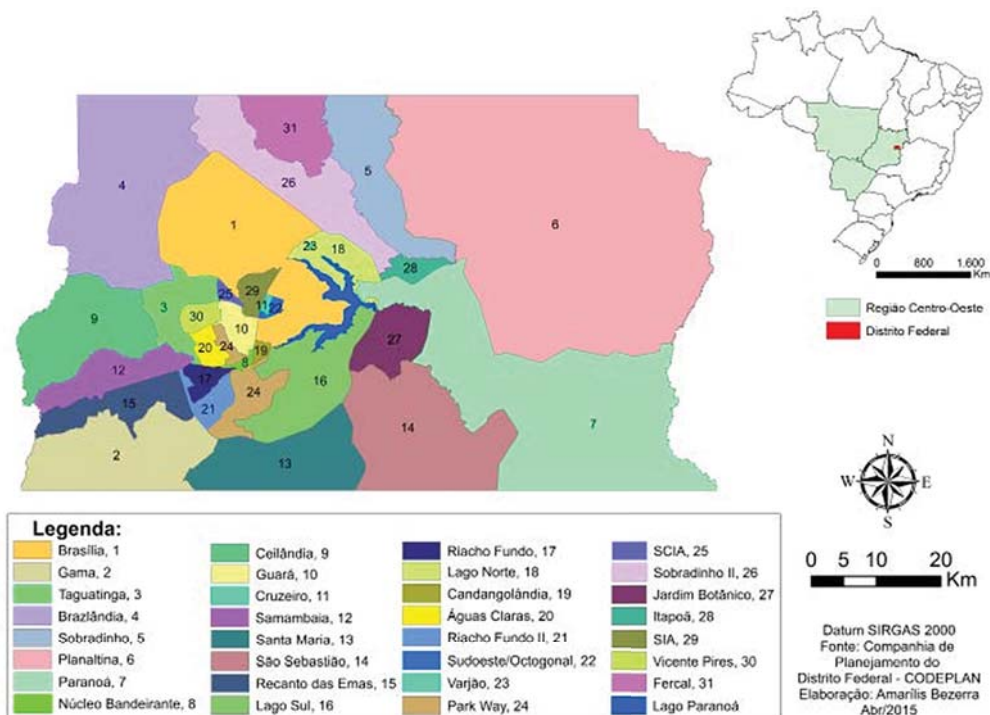 31
4
5
26
1
6
23
18
28
25
29
3
11
22
9
30
10
27
20
24
19
8
12
17
16
24
15
21
7
14
2
13
0 800 1.600
Km
Região Centro-Oeste
Distrito Federal
N
W E
S
0 5 10 20
Km
Legenda:
Brasília, 1
Gama, 2
Taguatinga, 3
Brazlândia, 4
Sobradinho, 5
Planaltina, 6
Paranoá, 7
Núcleo Bandeirante, 8
Ceilândia, 9
Guará, 10
Cruzeiro, 11
Samambaia, 12
Santa Maria, 13
São Sebastião, 14
Recanto das Emas, 15
Lago Sul, 16
Riacho Fundo, 17
Lago Norte, 18
Candangolândia, 19
Águas Claras, 20
Riacho Fundo II, 21
Sudoeste/Octogonal, 22
Varjão, 23
Park Way, 24
SCIA, 25
Sobradinho II, 26
Jardim Botânico, 27
Itapoã, 28
SIA, 29
Vicente Pires, 30
Fercal, 31
Lago Paranoá
Datum SIRGAS 2000
Fonte: Companhia de
Planejamento do
Distrito Federal - CODEPLAN
Elaboração: Amarílis Bezerra
Abr/2015